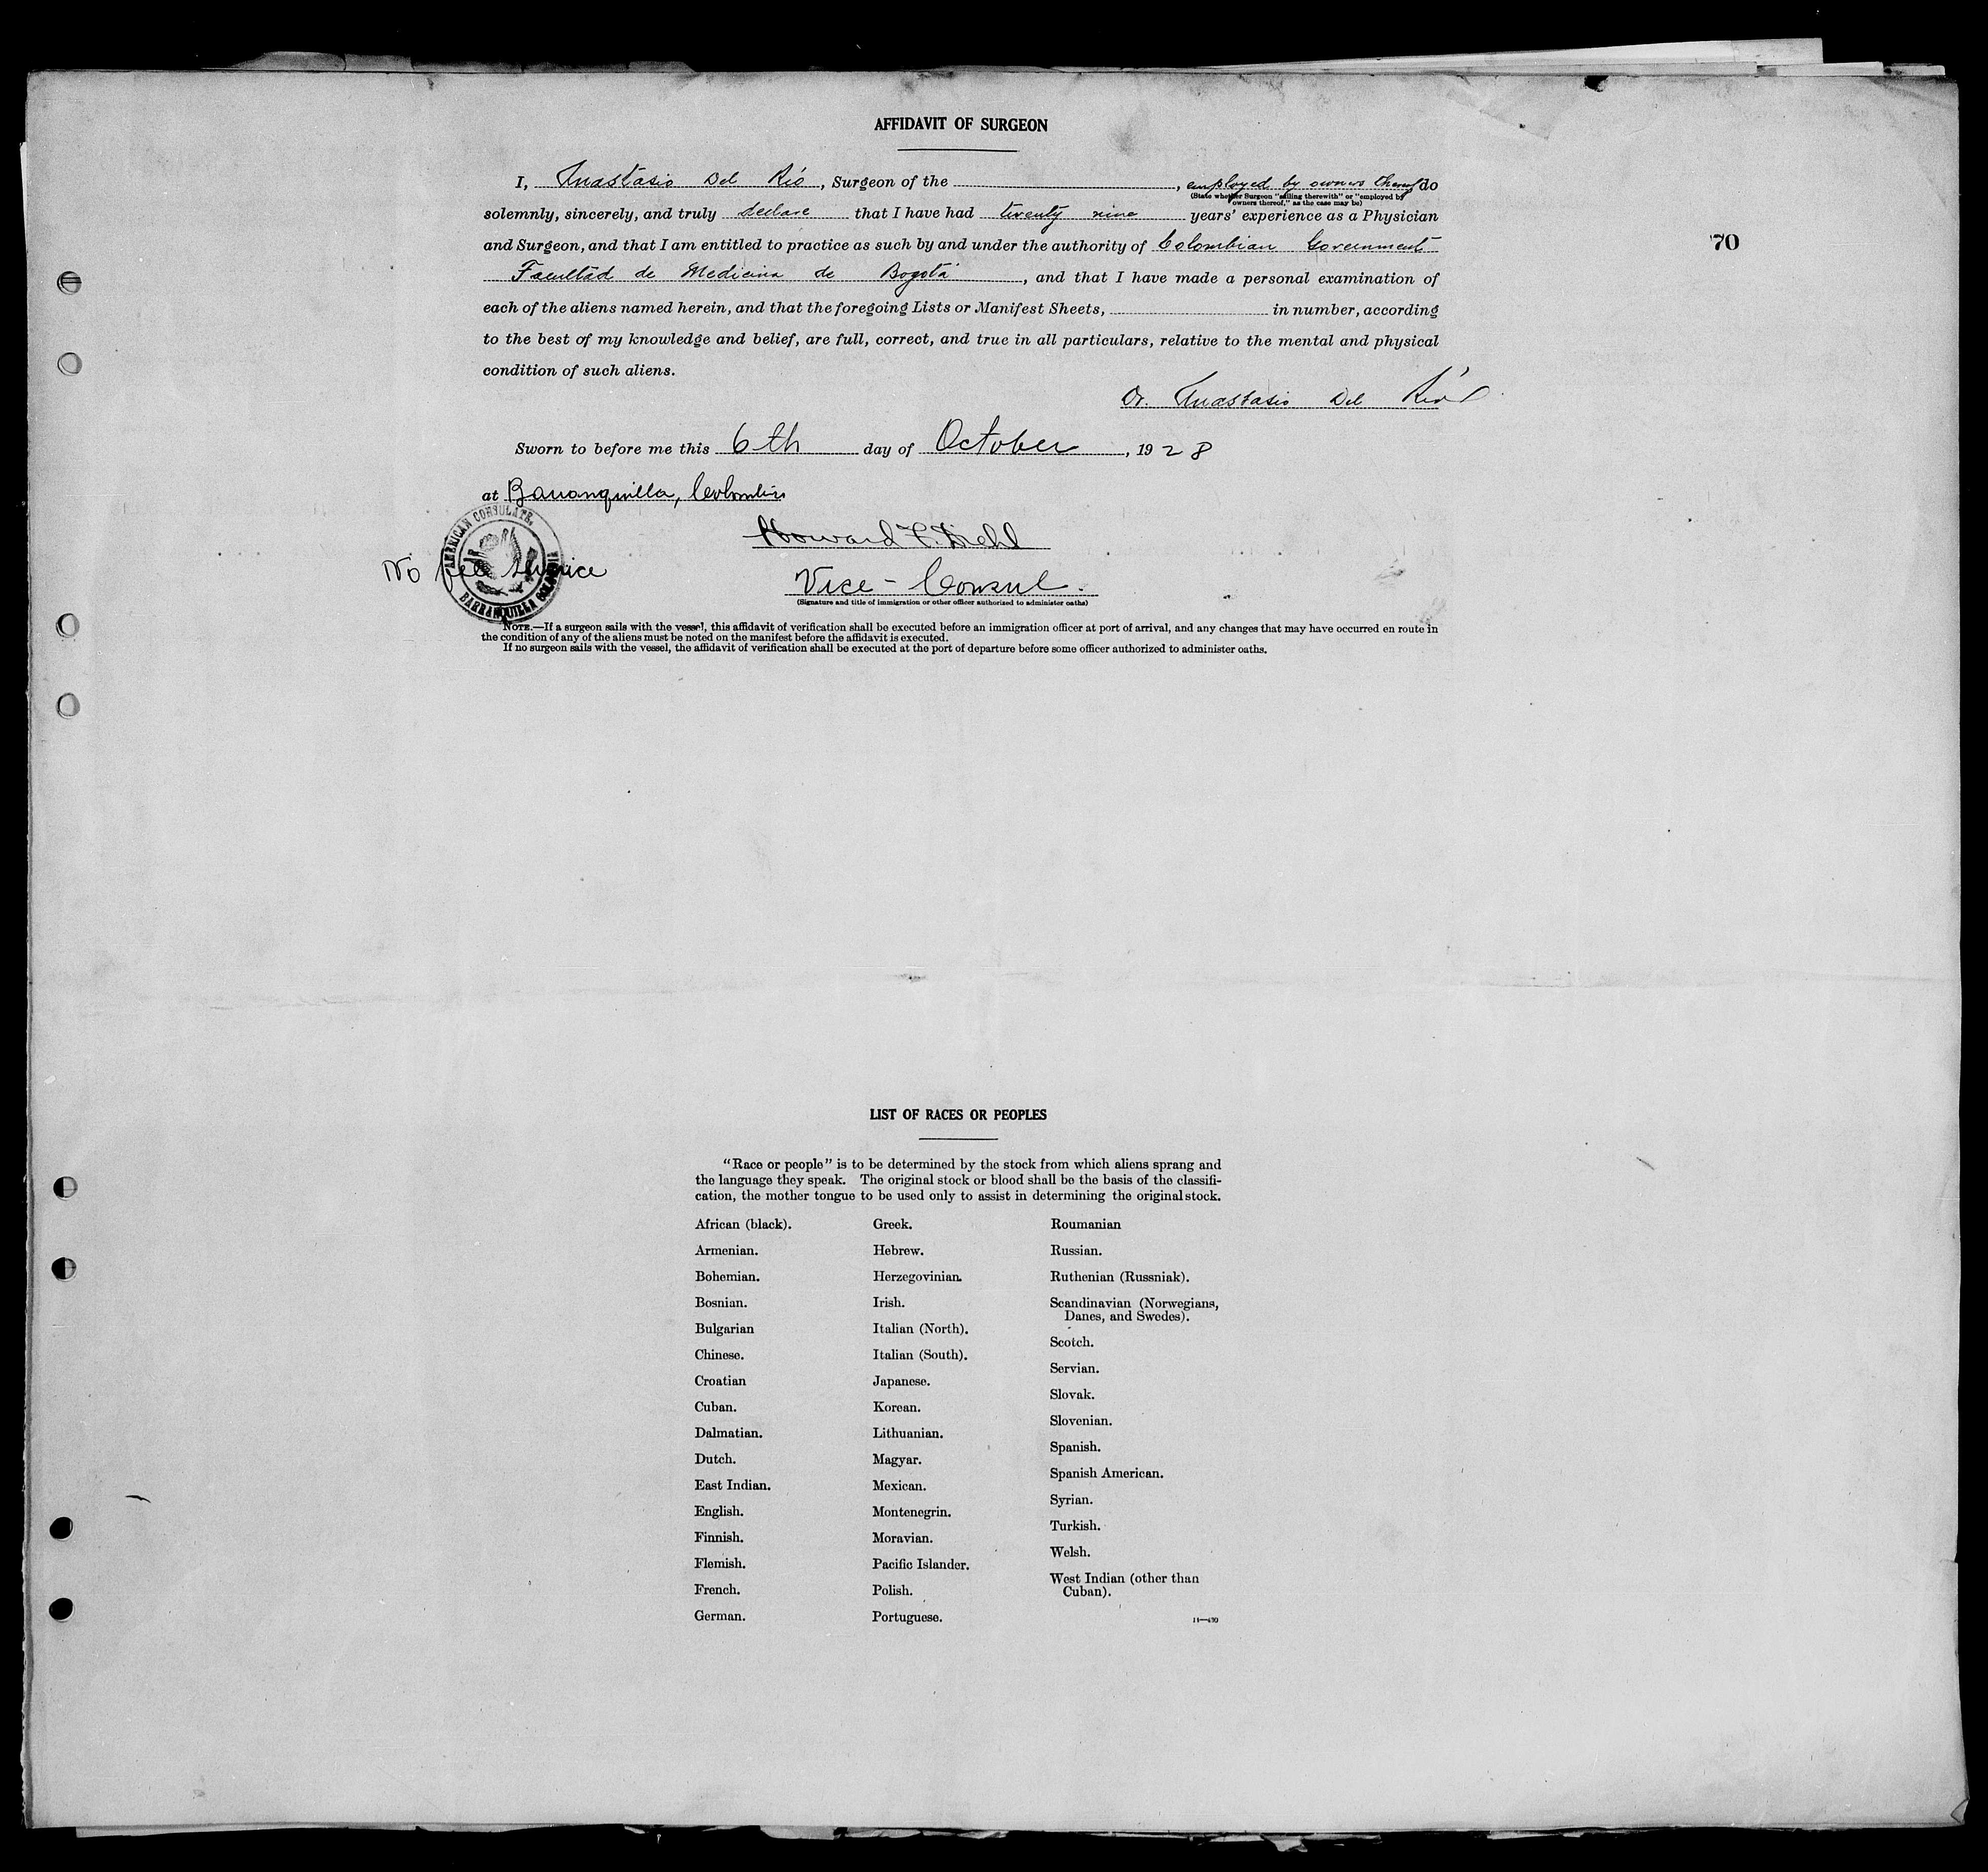 AFFIDAVIT OF SURGEON
I, Anastasio Del Río, Surgeon of the , employed by owners thereof do
(State whether Surgeon "sailing therewith" or "employed by
owners thereof," as the case may be)
solemnly, sincerely, and truly declare that I have had twenty nine years' experience as a Physician
and Surgeon, and that I am entitled to practice as such by and under the authority of Colombian Government
Facultad de Medicina de Bogotá, and that I have made a personal examination of
70
each of the aliens named herein, and that the foregoing Lists or Manifest Sheets, in number, according
to the best of my knowledge and belief, are full, correct, and true in all particulars, relative to the mental and physical
condition of such aliens.
Dr. Anastasio Del Río
Sworn to before me this 6th day of October, 1928
at Barranquilla, Colombia
AMERICAN CONSULATE,
BARRANQUILLA COLOMBIA
Howard F. Diehl
No fee service
Vice-Consul.
(Signature and title of immigration or other officer authorized to administer oaths)
NOTE.—If a surgeon sails with the vessel, this affidavit of verification shall be executed before an immigration officer at port of arrival, and any changes that may have occurred en route in
the condition of any of the aliens must be noted on the manifest before the affidavit is executed.
If no surgeon sails with the vessel, the affidavit of verification shall be executed at the port of departure before some officer authorized to administer oaths.
LIST OF RACES OR PEOPLES
"Race or people" is to be determined by the stock from which aliens sprang and
the language they speak. The original stock or blood shall be the basis of the classifi-
cation, the mother tongue to be used only to assist in determining the original stock.
African (black).
Armenian.
Bohemian.
Bosnian.
Bulgarian
Chinese.
Croatian
Cuban.
Dalmatian.
Dutch.
East Indian.
English.
Finnish.
Flemish.
French.
German.
Greek.
Hebrew.
Herzegovinian.
Irish.
Italian (North).
Italian (South).
Japanese.
Korean.
Lithuanian.
Magyar.
Mexican.
Montenegrin.
Moravian.
Pacific Islander.
Polish.
Portuguese.
Roumanian
Russian.
Ruthenian (Russniak).
Scandinavian (Norwegians,
Danes, and Swedes).
Scotch.
Servian.
Slovak.
Slovenian.
Spanish.
Spanish American.
Syrian.
Turkish.
Welsh.
West Indian (other than
Cuban).